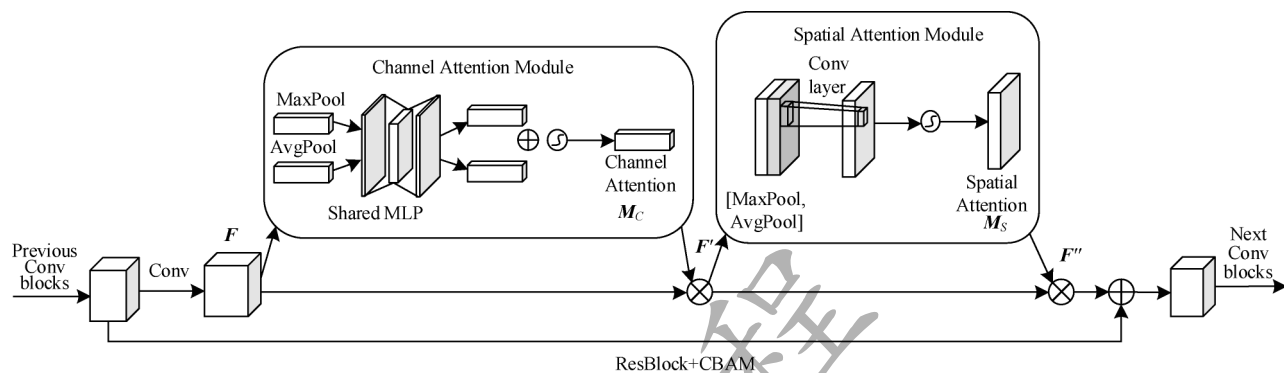 Channel Attention Module
MaxPool
AvgPool
Shared MLP
Channel
Attention
M_C
Spatial Attention Module
Conv
layer
[MaxPool,
AvgPool]
Spatial
Attention
M_S
Previous
Conv
blocks
Conv
F
F′
F″
Next
Conv
blocks
ResBlock+CBAM
程